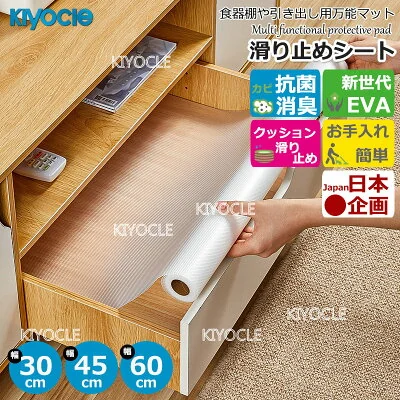 KIYOCLE
食器棚や引き出し用万能マット
Multi functional protective pad
滑り止めシート
カビ 抗菌
消臭
新世代
EVA
クッション
滑り
止め
お手入れ
簡単
Japan 日本
企画
KIYOCLE
KIYOCLE
KIYOCLE
KIYOCLE
KIYOCLE
KIYOCLE
KIYOCLE
幅 30 cm
幅 45 cm
幅 60 cm